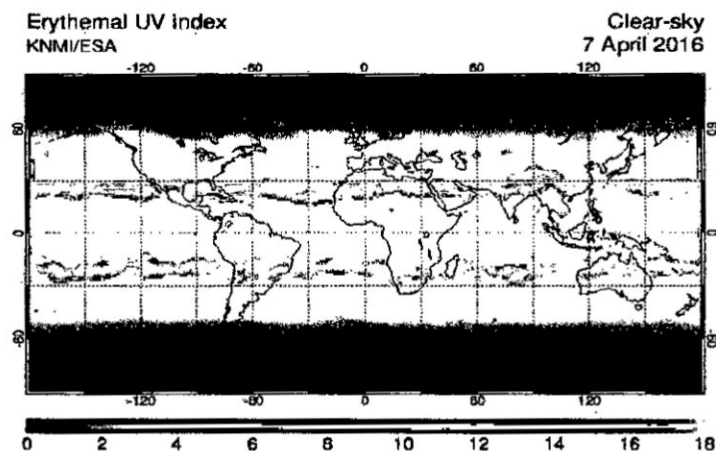 Erythemal UV index Clear-sky
KNMI/ESA 7 April 2016
-120 -60 0 60 120
60 60
0 0
-60 -60
-120 -60 0 60 120
0 2 4 6 8 10 12 14 16 18